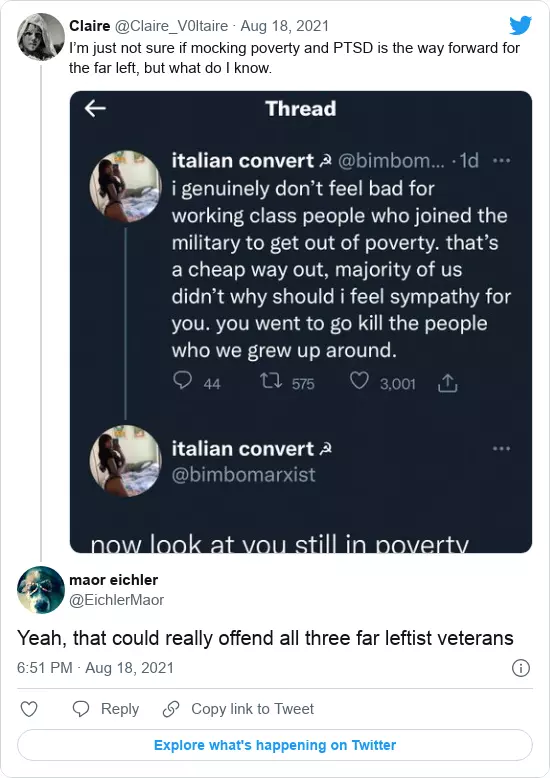 Claire @Claire_V0ltaire · Aug 18, 2021
I'm just not sure if mocking poverty and PTSD is the way forward for
the far left, but what do I know.
Thread
italian convert ☭ @bimbom... · 1d
i genuinely don't feel bad for
working class people who joined the
military to get out of poverty. that's
a cheap way out, majority of us
didn't why should i feel sympathy for
you. you went to go kill the people
who we grew up around.
44 575 3,001
italian convert ☭
@bimbomarxist
now look at you still in poverty
maor eichler
@EichlerMaor
Yeah, that could really offend all three far leftist veterans
6:51 PM · Aug 18, 2021
Reply Copy link to Tweet
Explore what's happening on Twitter